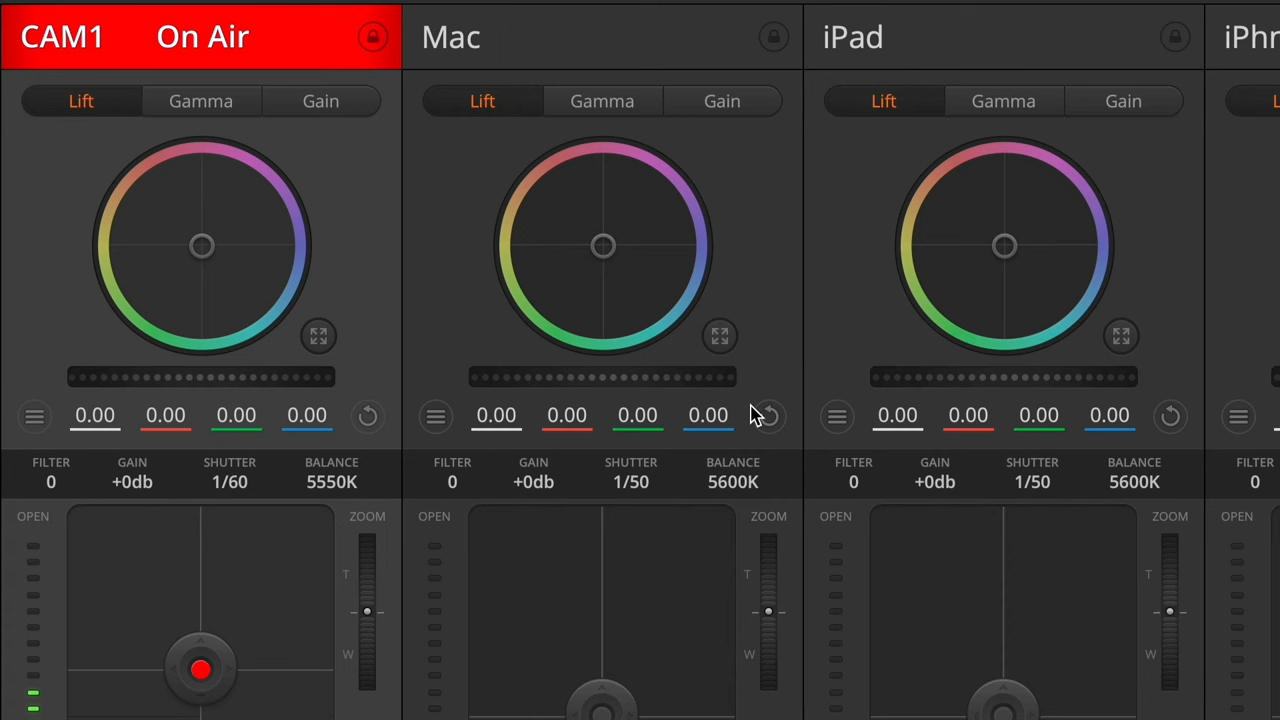 CAM1 On Air Mac iPad iPhr
Lift Gamma Gain Lift Gamma Gain Lift Gamma Gain
0.00 0.00 0.00 0.00 0.00 0.00 0.00 0.00 0.00 0.00 0.00 0.00
FILTER GAIN SHUTTER BALANCE FILTER GAIN SHUTTER BALANCE FILTER GAIN SHUTTER BALANCE FILTER
0 +0db 1/60 5550K 0 +0db 1/50 5600K 0 +0db 1/50 5600K 0
OPEN ZOOM OPEN ZOOM OPEN ZOOM OPEN
T T T
W W W